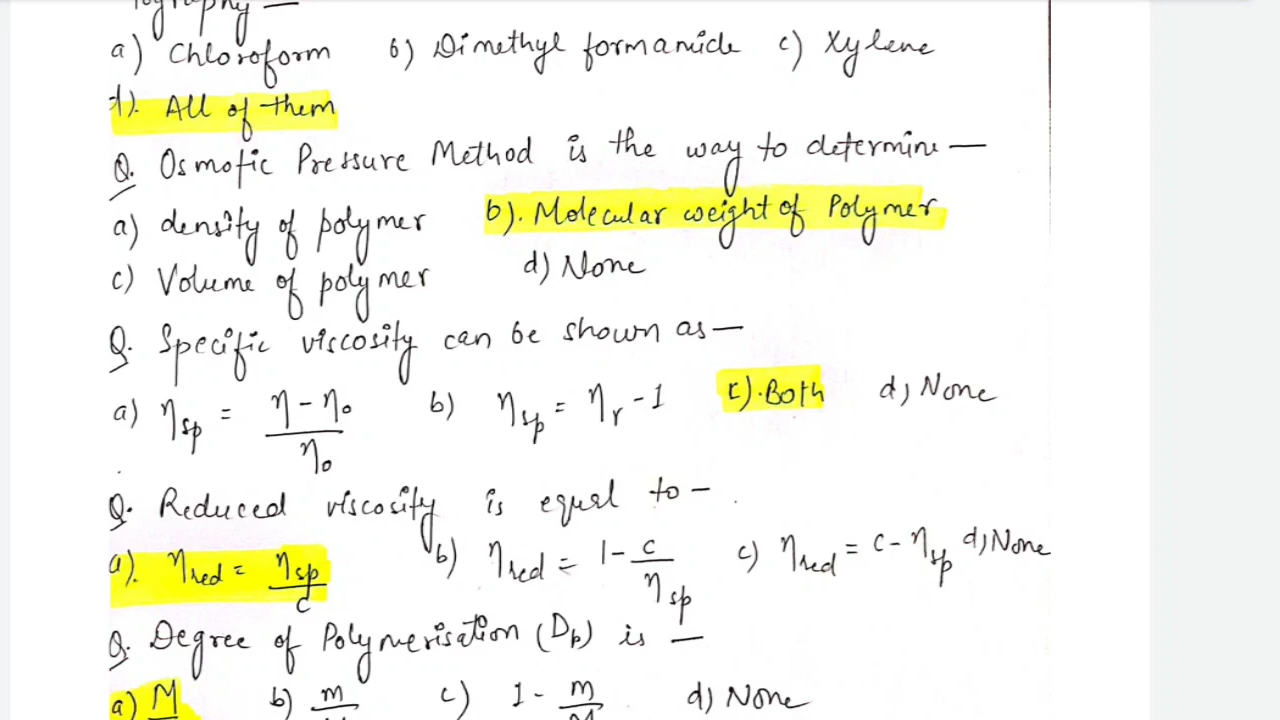 a) Chloroform b) Dimethyl formamide c) Xylene
d). All of them
Q. Osmotic Pressure Method is the way to determine —
a) density of polymer b). Molecular weight of Polymer
c) Volume of polymer d) None
Q. Specific viscosity can be shown as —
a) ηsp = η - η₀ / η₀ b) ηsp = ηr - 1 c). Both d) None
Q. Reduced viscosity is equal to — .
a). ηred = ηsp / c b) ηred = 1 - c / ηsp c) ηred = c - ηsp d) None
Q. Degree of Polymerisation (Dp) is —
a) M b) m c) 1 - m d) None